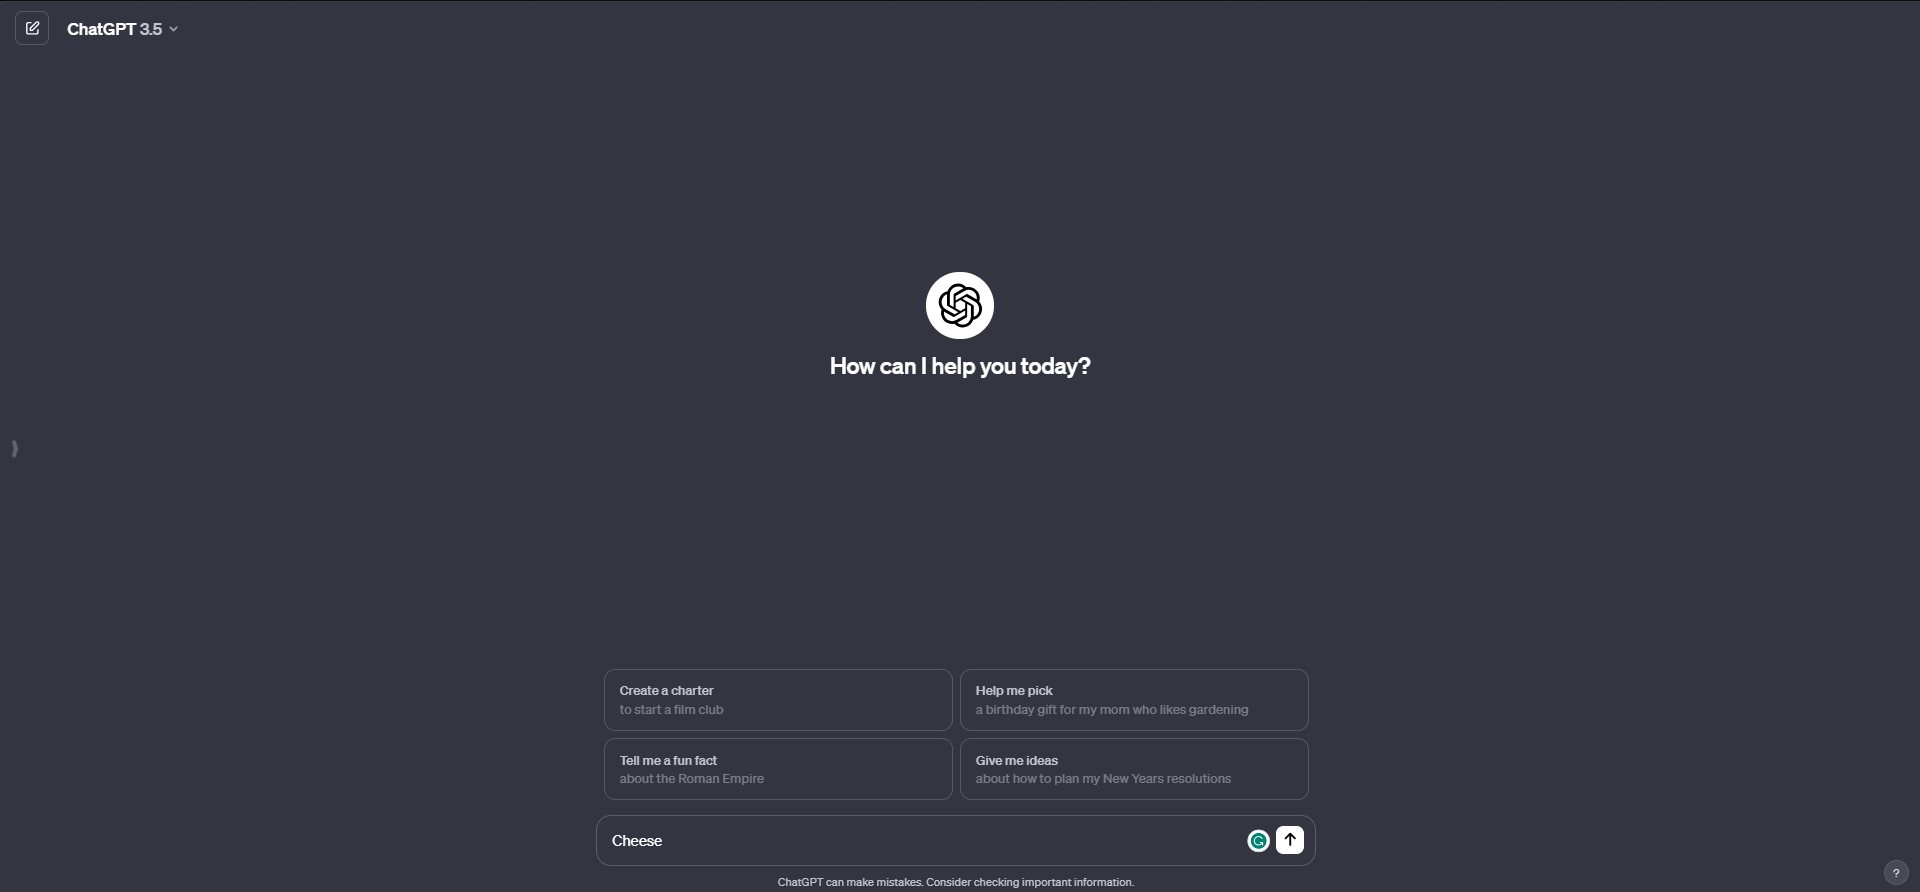 ChatGPT 3.5
How can I help you today?
Create a charter
to start a film club
Help me pick
a birthday gift for my mom who likes gardening
Tell me a fun fact
about the Roman Empire
Give me ideas
about how to plan my New Years resolutions
Cheese
ChatGPT can make mistakes. Consider checking important information.
?